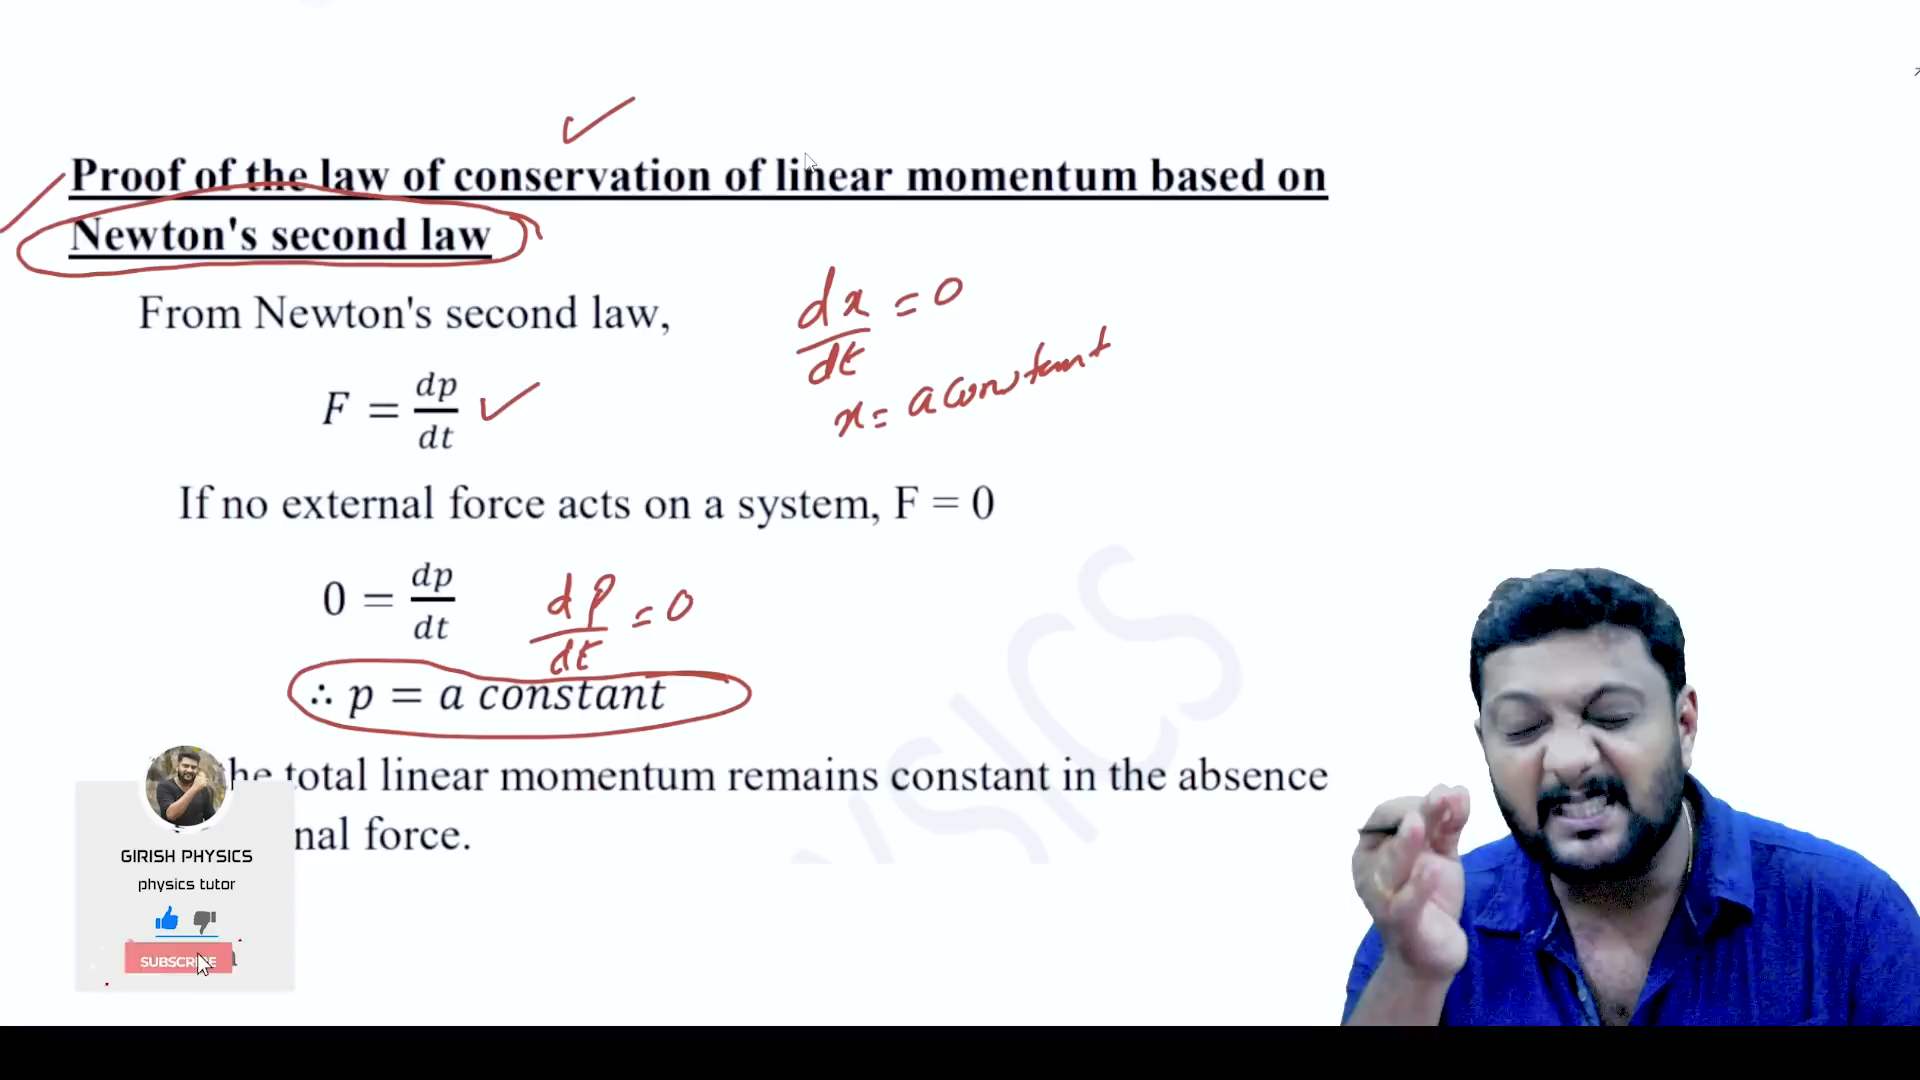 Proof of the law of conservation of linear momentum based on
Newton's second law
From Newton's second law,
dx/dt = 0
x = a constant
F = dp/dt
If no external force acts on a system, F = 0
0 = dp/dt
dp/dt = 0
∴ p = a constant
total linear momentum remains constant in the absence
force.
GIRISH PHYSICS
physics tutor
SUBSCRIBE